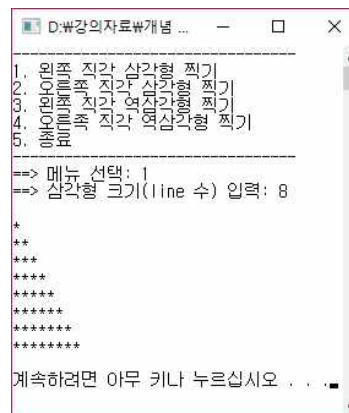 D:₩강의자료₩개념 ...
--------------------------------
1. 왼쪽 직각 삼각형 찍기
2. 오른쪽 직각 삼각형 찍기
3. 왼쪽 직각 역삼각형 찍기
4. 오른쪽 직각 역삼각형 찍기
5. 종료
--------------------------------
==> 메뉴 선택: 1
==> 삼각형 크기(line 수) 입력: 8
*
**
***
****
*****
******
*******
********
계속하려면 아무 키나 누르십시오 . . .